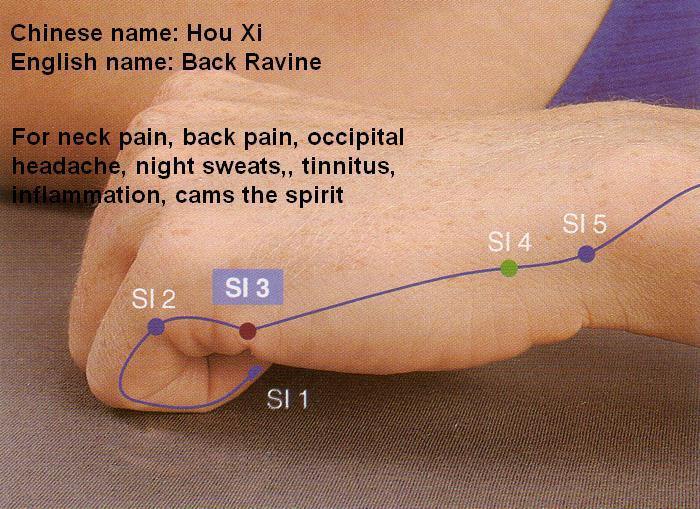 Chinese name: Hou Xi
English name: Back Ravine
For neck pain, back pain, occipital
headache, night sweats,, tinnitus,
inflammation, cams the spirit
SI 5
SI 4
SI 3
SI 2
SI 1